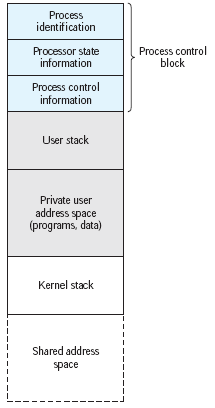 Process
identification
Processor state
information
Process control
information
Process control
block
User stack
Private user
address space
(programs, data)
Kernel stack
Shared address
space